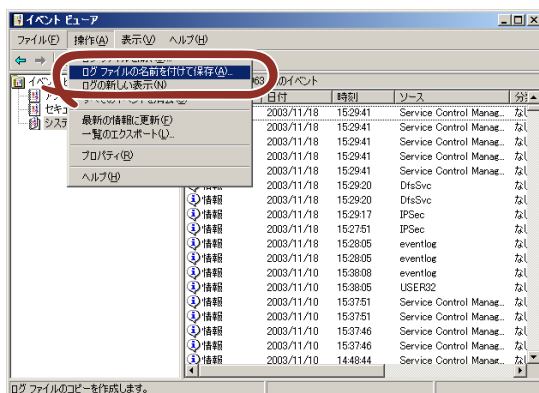 イベント ビューア
ファイル(F) 操作(A) 表示(V) ヘルプ(H)
ログ ファイルの名前を付けて保存(A)...
ログの新しい表示(N)
最新の情報に更新(F)
一覧のエクスポート(L)...
プロパティ(R)
ヘルプ(H)
のイベント
日付 時刻 ソース
2003/11/18 15:29:41 Service Control Manag...
2003/11/18 15:29:41 Service Control Manag...
2003/11/18 15:29:41 Service Control Manag...
2003/11/18 15:29:41 Service Control Manag...
2003/11/18 15:29:41 Service Control Manag...
情報 2003/11/18 15:29:20 DfsSvc
情報 2003/11/18 15:29:20 DfsSvc
情報 2003/11/18 15:29:17 IPSec
情報 2003/11/18 15:27:51 IPSec
情報 2003/11/18 15:28:05 eventlog
情報 2003/11/18 15:28:05 eventlog
情報 2003/11/10 15:38:08 eventlog
情報 2003/11/10 15:38:05 USER32
情報 2003/11/10 15:37:51 Service Control Manag...
情報 2003/11/10 15:37:51 Service Control Manag...
情報 2003/11/10 15:37:46 Service Control Manag...
情報 2003/11/10 15:37:46 Service Control Manag...
情報 2003/11/10 14:48:44 Service Control Manag...
ログ ファイルのコピーを作成します。